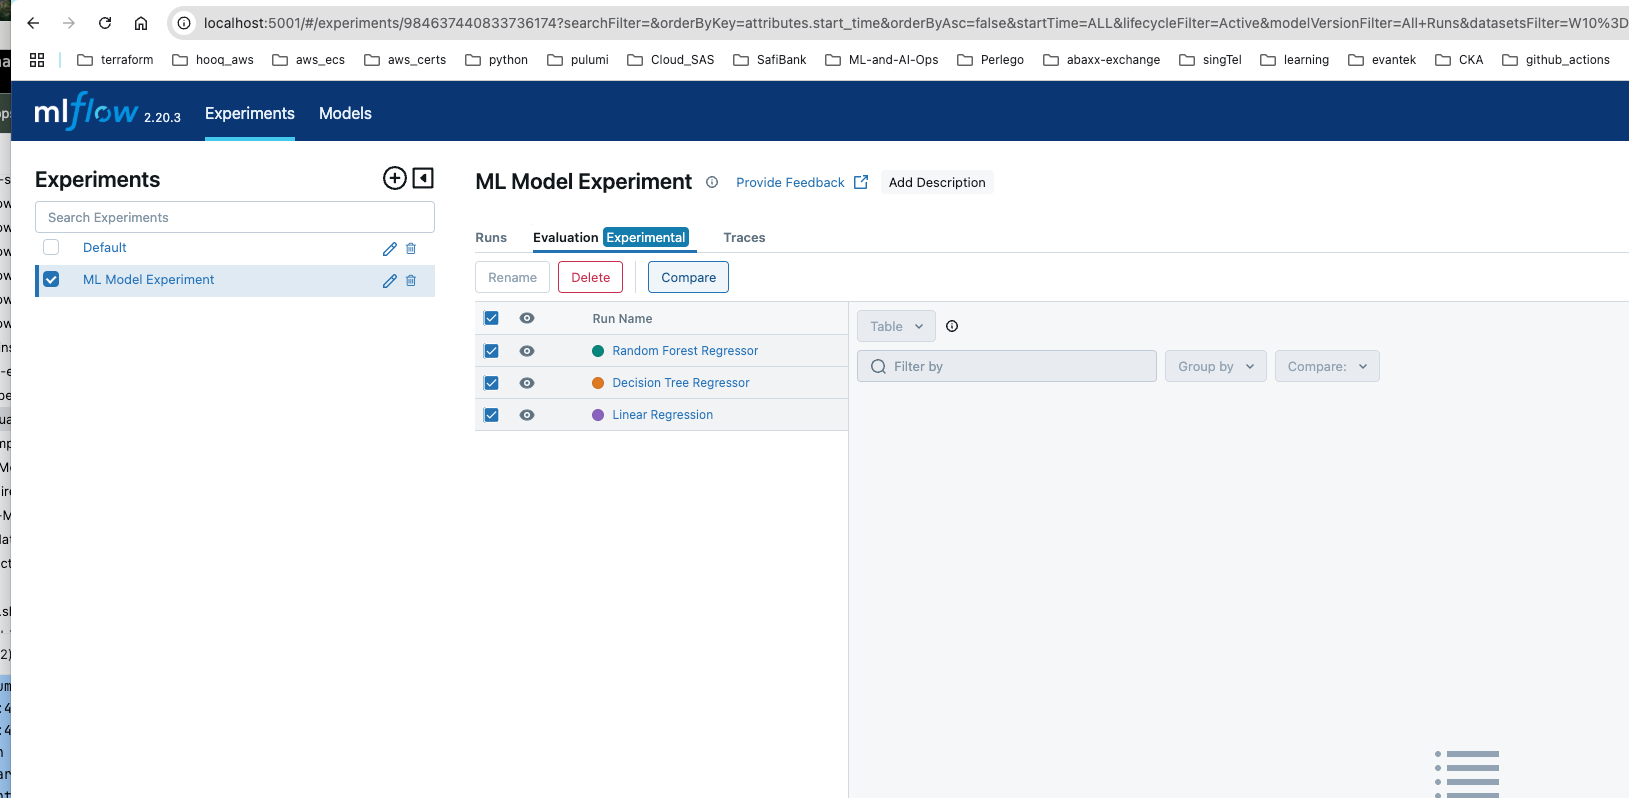 localhost:5001/#/experiments/984637440833736174?searchFilter=&orderByKey=attributes.start_time&orderByAsc=false&startTime=ALL&lifecycleFilter=Active&modelVersionFilter=All+Runs&datasetsFilter=W10%3D
terraform hooq_aws aws_ecs aws_certs python pulumi Cloud_SAS SafiBank ML-and-AI-Ops Perlego abaxx-exchange singTel learning evantek CKA github_actions
mlflow 2.20.3 Experiments Models
Experiments
Search Experiments
Default
ML Model Experiment
ML Model Experiment Provide Feedback Add Description
Runs Evaluation Experimental Traces
Rename Delete Compare
Run Name
Random Forest Regressor
Decision Tree Regressor
Linear Regression
Table
Filter by Group by Compare: